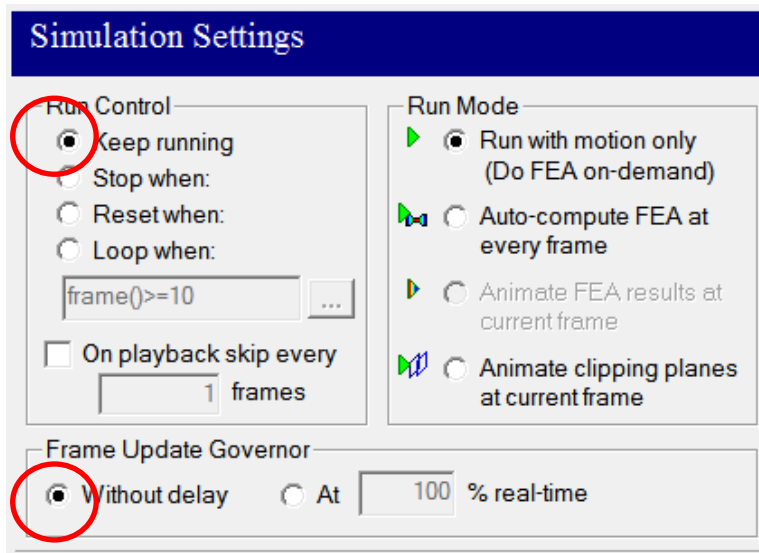 Simulation Settings
Run Control
Keep running
Stop when:
Reset when:
Loop when:
frame()>=10
...
On playback skip every
1 frames
Run Mode
Run with motion only
(Do FEA on-demand)
Auto-compute FEA at
every frame
Animate FEA results at
current frame
Animate clipping planes
at current frame
Frame Update Governor
Without delay At 100 % real-time